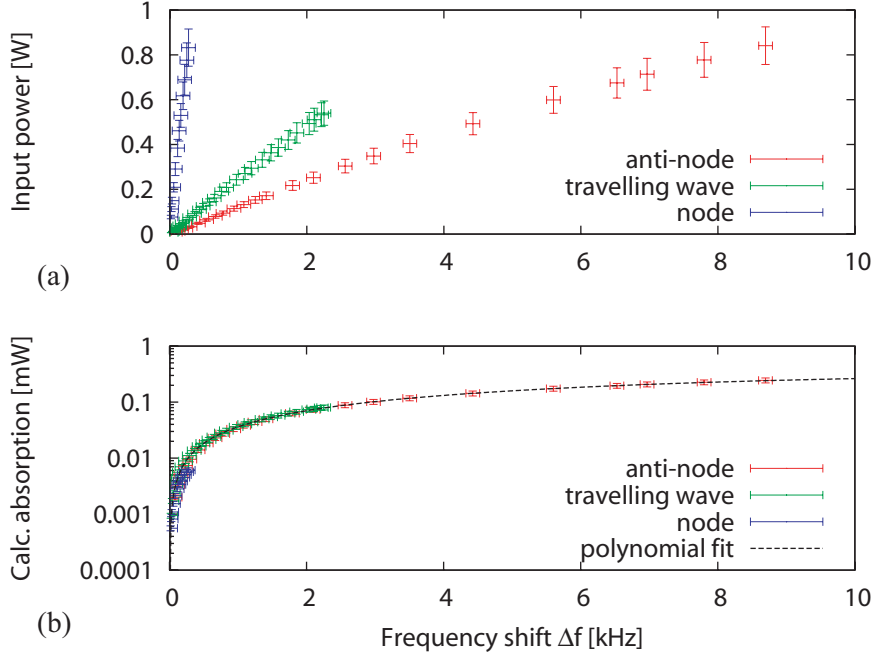 1
0.8
0.6
0.4
0.2
0
Input power [W]
anti-node
travelling wave
node
0 2 4 6 8 10
(a)
1
0.1
0.01
0.001
0.0001
Calc. absorption [mW]
anti-node
travelling wave
node
polynomial fit
0 2 4 6 8 10
(b)
Frequency shift Δf [kHz]